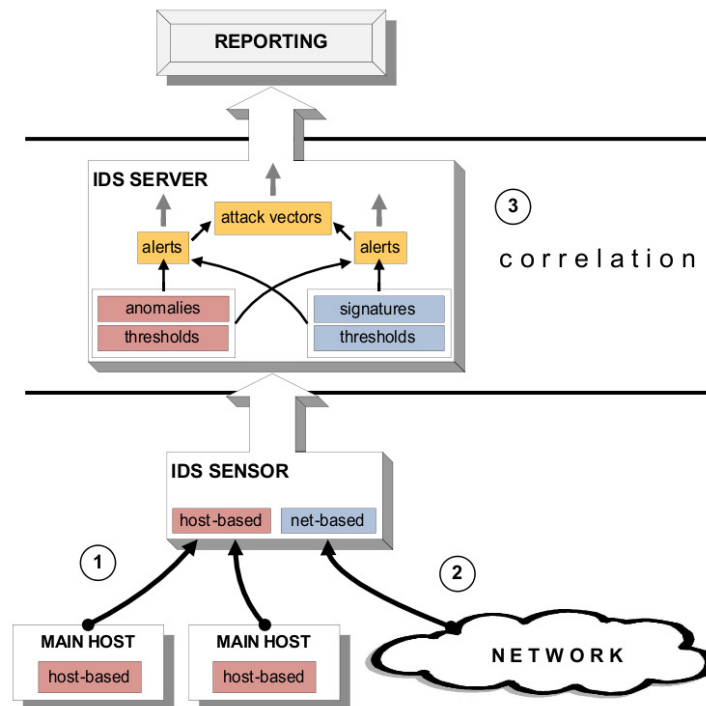 REPORTING
IDS SERVER
attack vectors
alerts
alerts
anomalies
thresholds
signatures
thresholds
3
correlation
IDS SENSOR
host-based
net-based
1
2
MAIN HOST
host-based
MAIN HOST
host-based
NETWORK